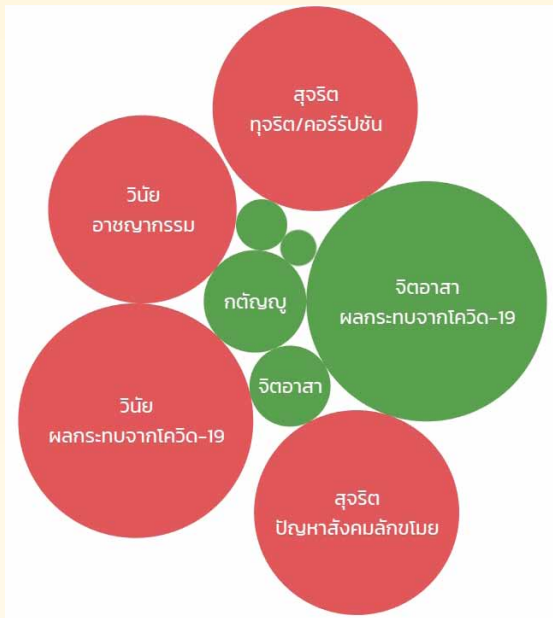 สุจริต
ทุจริต/คอร์รัปชัน
วินัย
อาชญากรรม
กตัญญู
จิตอาสา
ผลกระทบจากโควิด-19
จิตอาสา
วินัย
ผลกระทบจากโควิด-19
สุจริต
ปัญหาสังคมลักขโมย